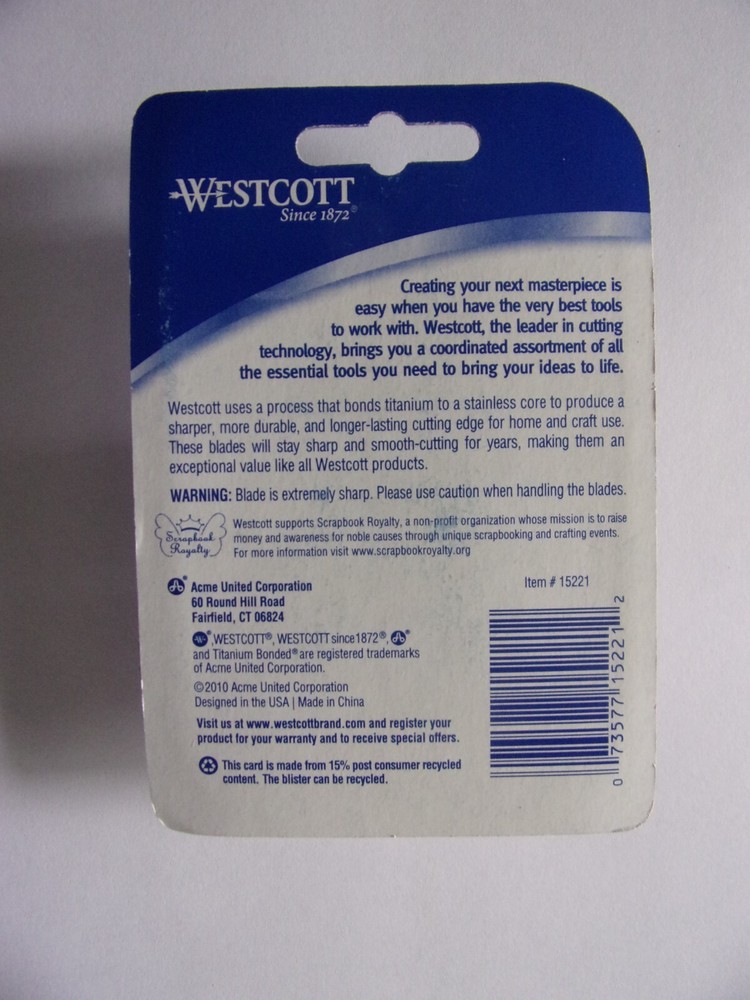 WESTCOTT
Since 1872®
Creating your next masterpiece is
easy when you have the very best tools
to work with. Westcott, the leader in cutting
technology, brings you a coordinated assortment of all
the essential tools you need to bring your ideas to life.
Westcott uses a process that bonds titanium to a stainless core to produce a
sharper, more durable, and longer-lasting cutting edge for home and craft use.
These blades will stay sharp and smooth-cutting for years, making them an
exceptional value like all Westcott products.
WARNING: Blade is extremely sharp. Please use caution when handling the blades.
Scrapbook
Royalty
Westcott supports Scrapbook Royalty, a non-profit organization whose mission is to raise
money and awareness for noble causes through unique scrapbooking and crafting events.
For more information visit www.scrapbookroyalty.org
Acme United Corporation
60 Round Hill Road
Fairfield, CT 06824
®, WESTCOTT®, WESTCOTT since1872®, ®
and Titanium Bonded® are registered trademarks
of Acme United Corporation.
©2010 Acme United Corporation
Designed in the USA | Made in China
Visit us at www.westcottbrand.com and register your
product for your warranty and to receive special offers.
This card is made from 15% post consumer recycled
content. The blister can be recycled.
Item # 15221
0 73577 15221 2